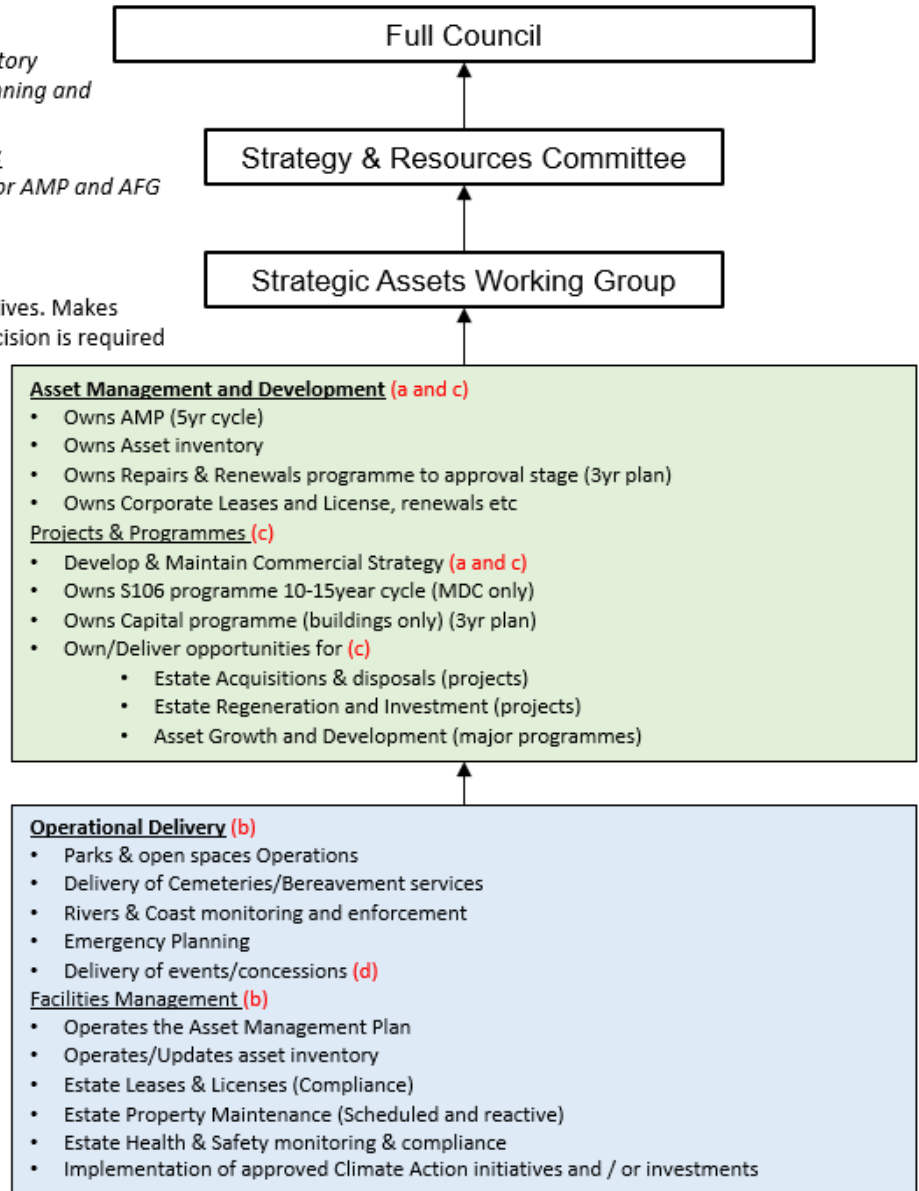 Full Council
tory
nning and
Strategy & Resources Committee
or AMP and AFG
Strategic Assets Working Group
ives. Makes
cision is required
Asset Management and Development (a and c)
• Owns AMP (5yr cycle)
• Owns Asset inventory
• Owns Repairs & Renewals programme to approval stage (3yr plan)
• Owns Corporate Leases and License, renewals etc
Projects & Programmes (c)
• Develop & Maintain Commercial Strategy (a and c)
• Owns S106 programme 10-15year cycle (MDC only)
• Owns Capital programme (buildings only) (3yr plan)
• Own/Deliver opportunities for (c)
• Estate Acquisitions & disposals (projects)
• Estate Regeneration and Investment (projects)
• Asset Growth and Development (major programmes)
Operational Delivery (b)
• Parks & open spaces Operations
• Delivery of Cemeteries/Bereavement services
• Rivers & Coast monitoring and enforcement
• Emergency Planning
• Delivery of events/concessions (d)
Facilities Management (b)
• Operates the Asset Management Plan
• Operates/Updates asset inventory
• Estate Leases & Licenses (Compliance)
• Estate Property Maintenance (Scheduled and reactive)
• Estate Health & Safety monitoring & compliance
• Implementation of approved Climate Action initiatives and / or investments